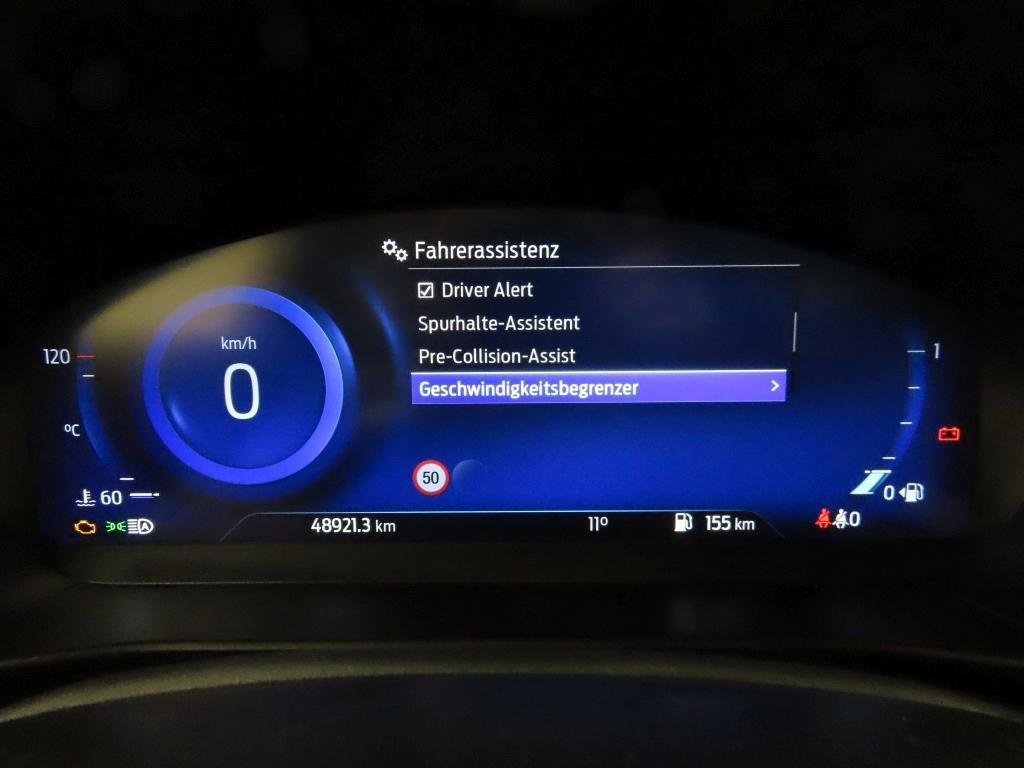 Fahrerassistenz
Driver Alert
Spurhalte-Assistent
Pre-Collision-Assist
Geschwindigkeitsbegrenzer >
km/h
0
120
°C
60
50
1
0
48921.3 km
11°
155 km
0